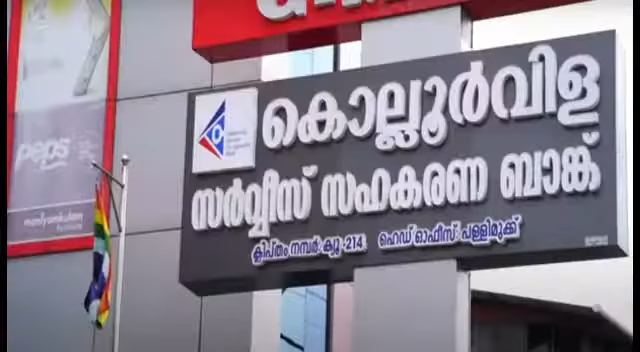 peps
കൊല്ലൂർവിള
സർവ്വീസ് സഹകരണ ബാങ്ക്
ക്ലിപ്തം നമ്പർ: ക്യു -214 ഹെഡ് ഓഫീസ്: പള്ളിമുക്ക്